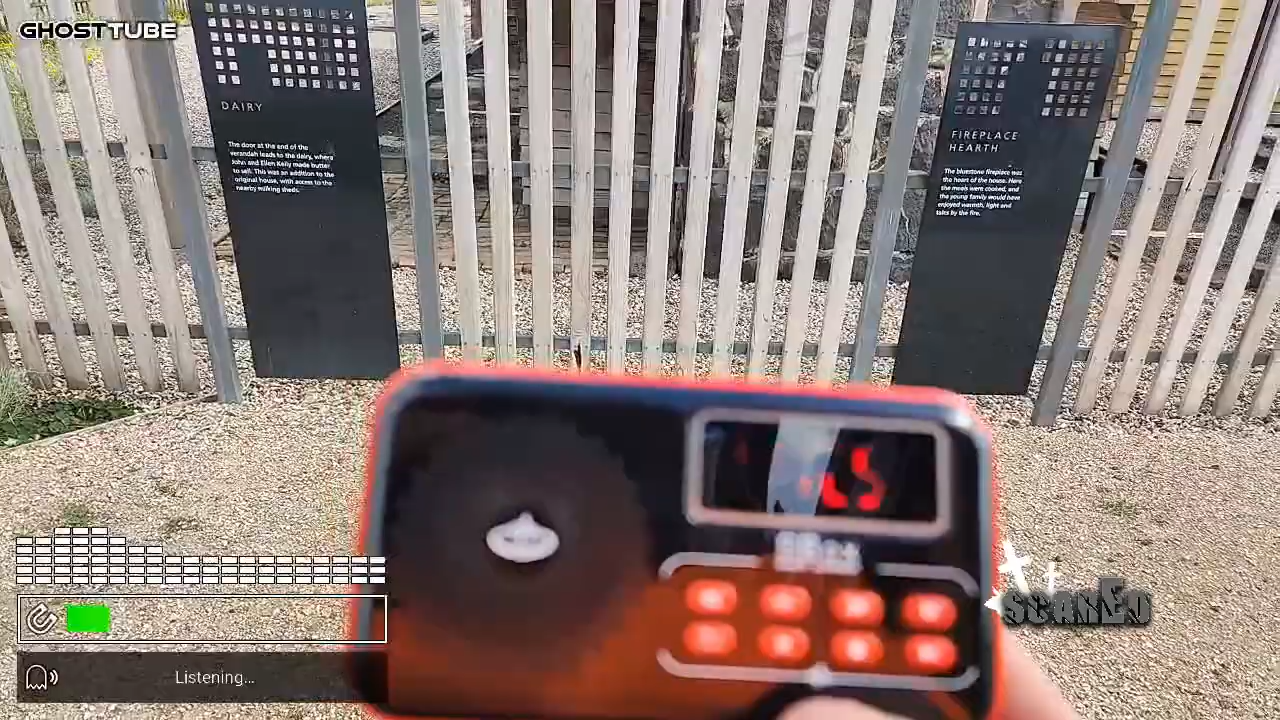 GHOSTTUBE
DAIRY
The door at the end of the
verandah leads to the dairy, where
John and Ellen Kelly made butter
to sell. This was an addition to the
original house, with access to the
nearby milking sheds.
FIREPLACE
HEARTH
The bluestone fireplace was
the heart of the house. Here
the meals were cooked, and
the young family would have
enjoyed warmth, light and
talks by the fire.
SCARED
Listening...